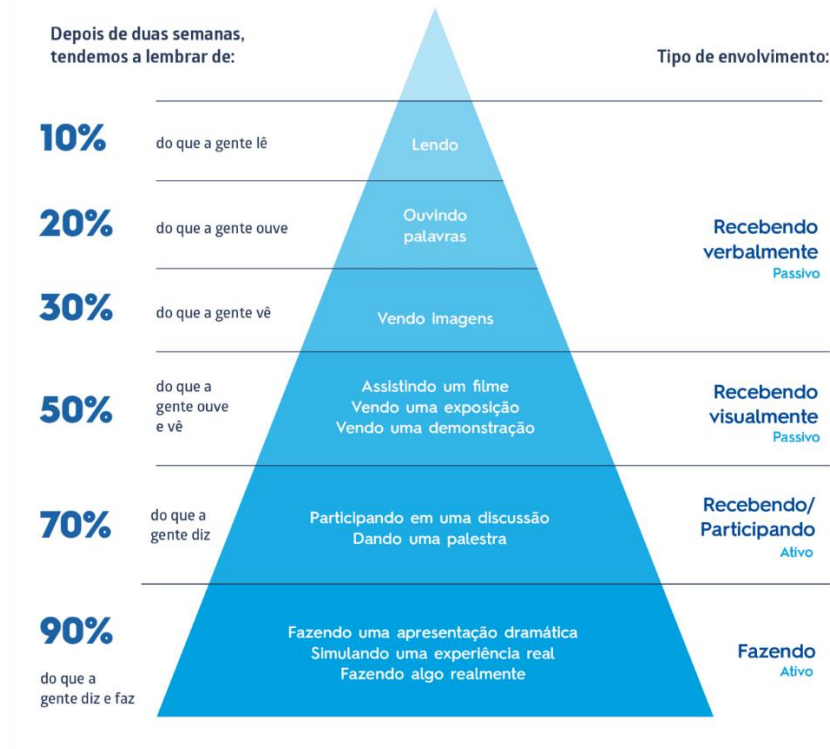 Depois de duas semanas,
tendemos a lembrar de:
Tipo de envolvimento:
10%
do que a gente lê
Lendo
20%
do que a gente ouve
Ouvindo
palavras
Recebendo
verbalmente
Passivo
30%
do que a gente vê
Vendo Imagens
50%
do que a
gente ouve
e vê
Assistindo um filme
Vendo uma exposição
Vendo uma demonstração
Recebendo
visualmente
Passivo
70%
do que a
gente diz
Participando em uma discussão
Dando uma palestra
Recebendo/
Participando
Ativo
90%
do que a
gente diz e faz
Fazendo uma apresentação dramática
Simulando uma experiência real
Fazendo algo realmente
Fazendo
Ativo